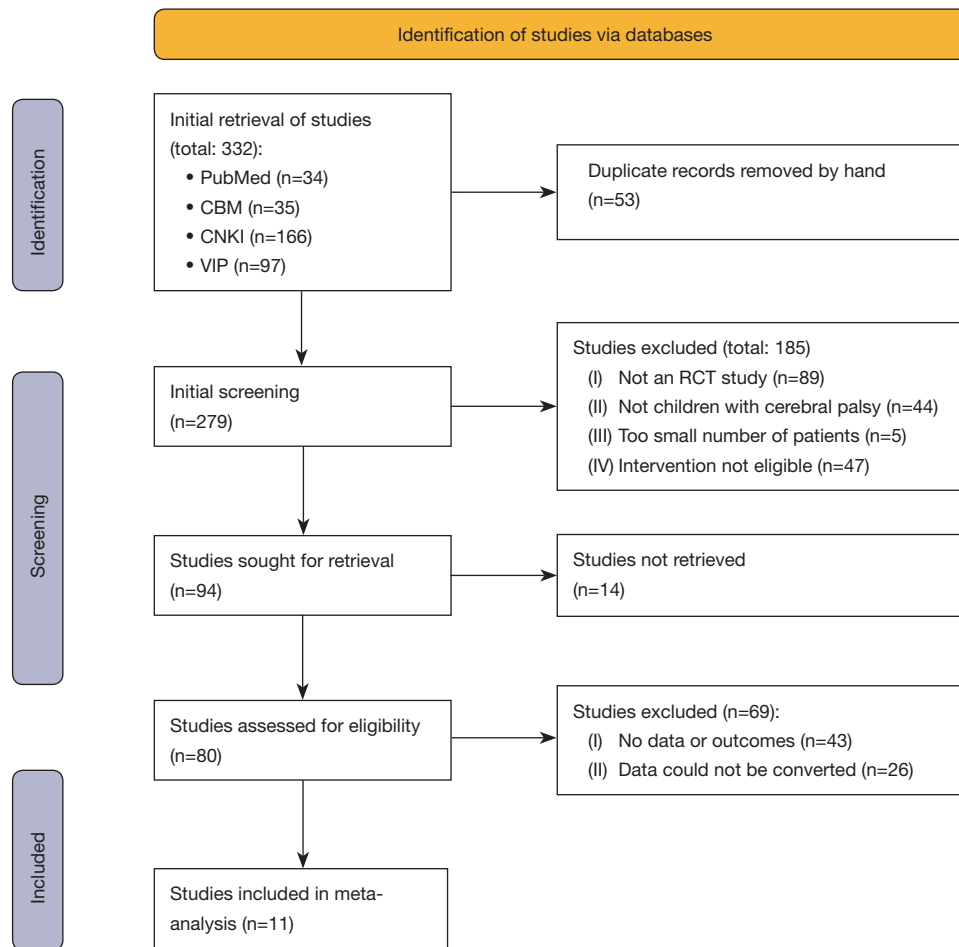 Identification of studies via databases
Identification
Initial retrieval of studies
(total: 332):
• PubMed (n=34)
• CBM (n=35)
• CNKI (n=166)
• VIP (n=97)
Duplicate records removed by hand
(n=53)
Screening
Initial screening
(n=279)
Studies excluded (total: 185)
(I) Not an RCT study (n=89)
(II) Not children with cerebral palsy (n=44)
(III) Too small number of patients (n=5)
(IV) Intervention not eligible (n=47)
Studies sought for retrieval
(n=94)
Studies not retrieved
(n=14)
Studies assessed for eligibility
(n=80)
Studies excluded (n=69):
(I) No data or outcomes (n=43)
(II) Data could not be converted (n=26)
Included
Studies included in meta-
analysis (n=11)